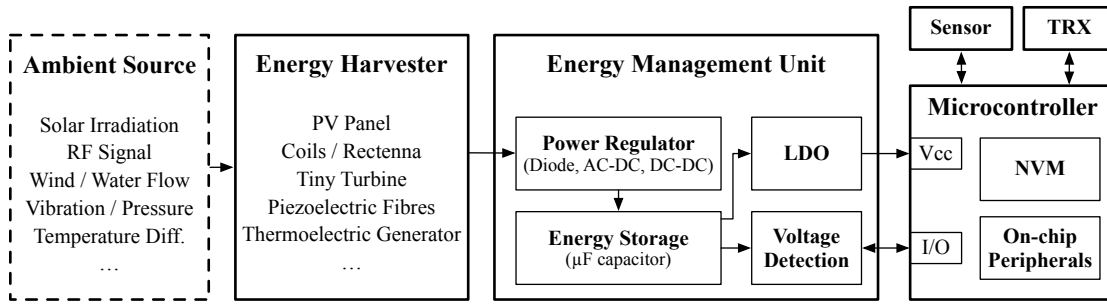 Ambient Source
Solar Irradiation
RF Signal
Wind / Water Flow
Vibration / Pressure
Temperature Diff.
…
Energy Harvester
PV Panel
Coils / Rectenna
Tiny Turbine
Piezoelectric Fibres
Thermoelectric Generator
…
Energy Management Unit
Power Regulator
(Diode, AC-DC, DC-DC)
Energy Storage
(µF capacitor)
LDO
Voltage
Detection
Sensor
TRX
Microcontroller
Vcc
NVM
I/O
On-chip
Peripherals